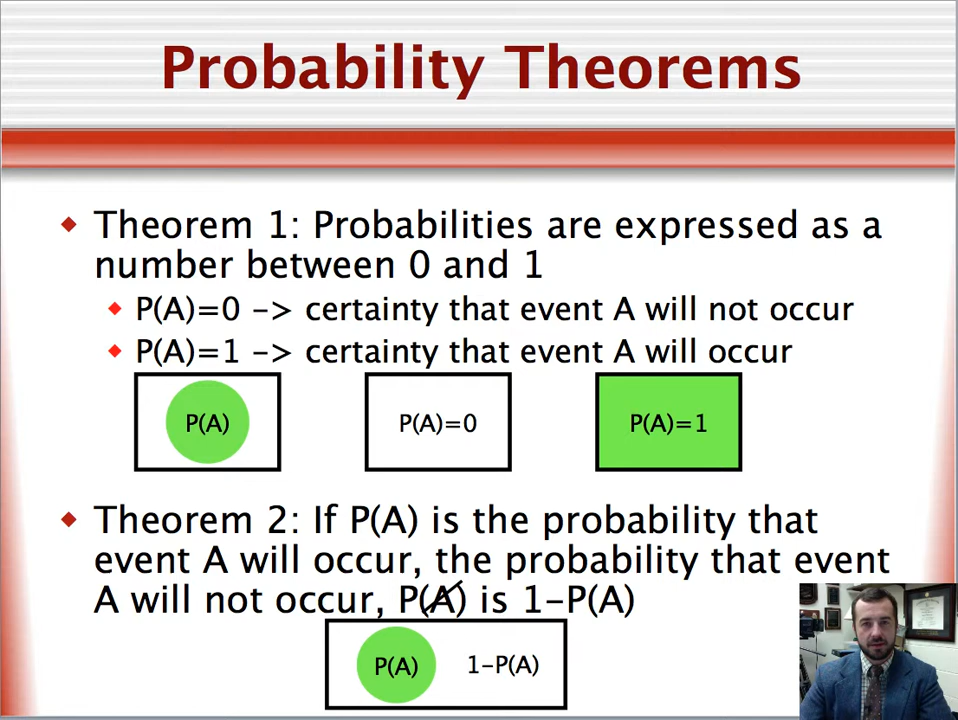 Probability Theorems
Theorem 1: Probabilities are expressed as a
number between 0 and 1
P(A)=0 -> certainty that event A will not occur
P(A)=1 -> certainty that event A will occur
P(A)
P(A)=0
P(A)=1
Theorem 2: If P(A) is the probability that
event A will occur, the probability that event
A will not occur, P(A̸) is 1-P(A)
P(A)
1-P(A)